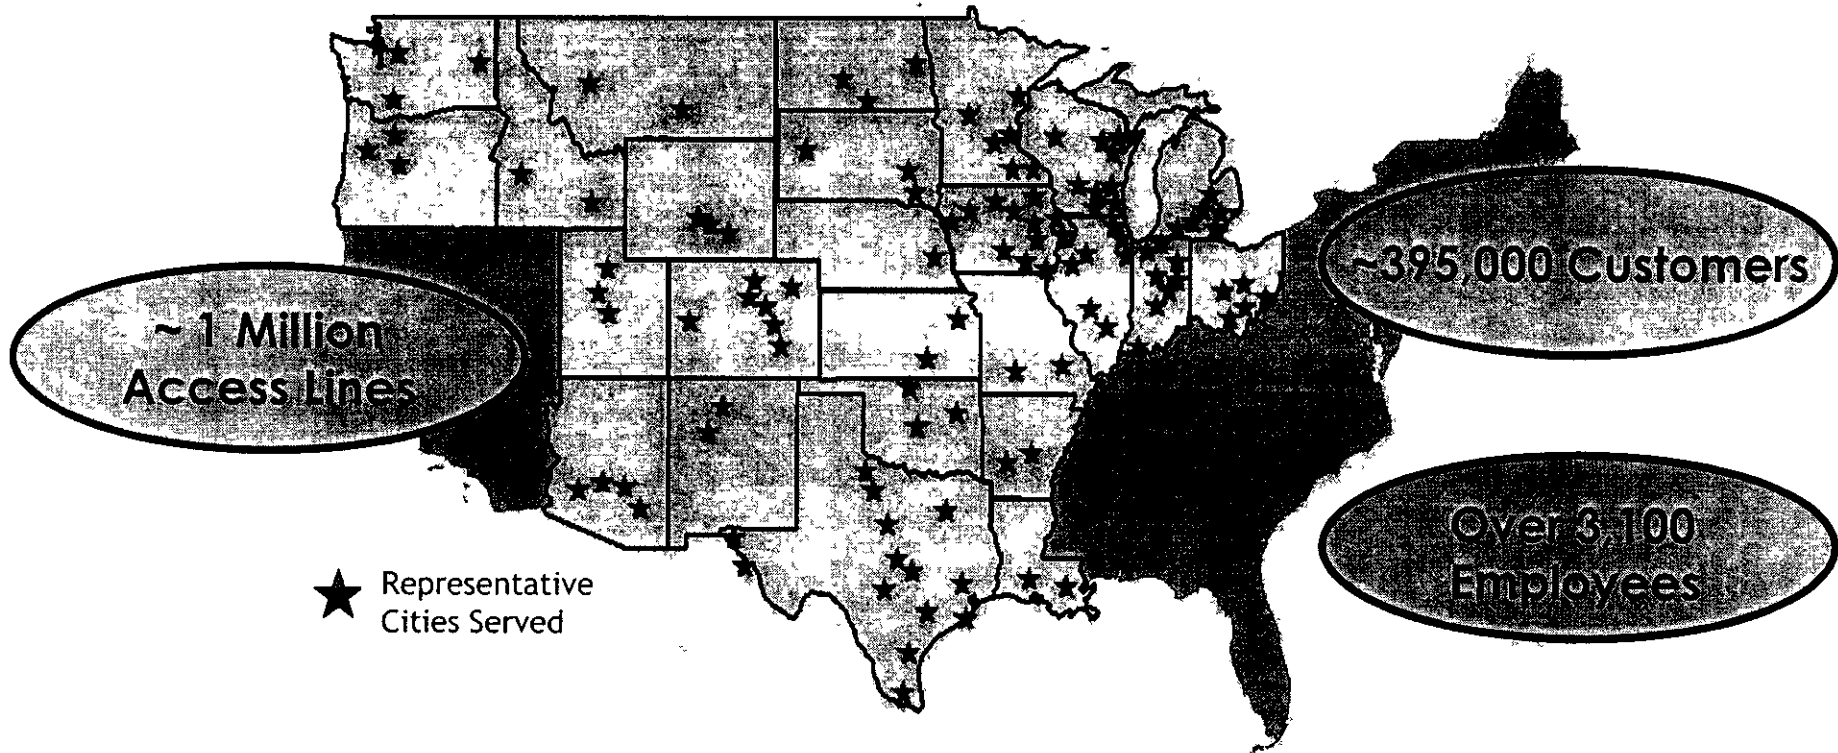 ~ 1 Million
Access Lines
~395,000 Customers
Over 3,100
Employees
Representative
Cities Served